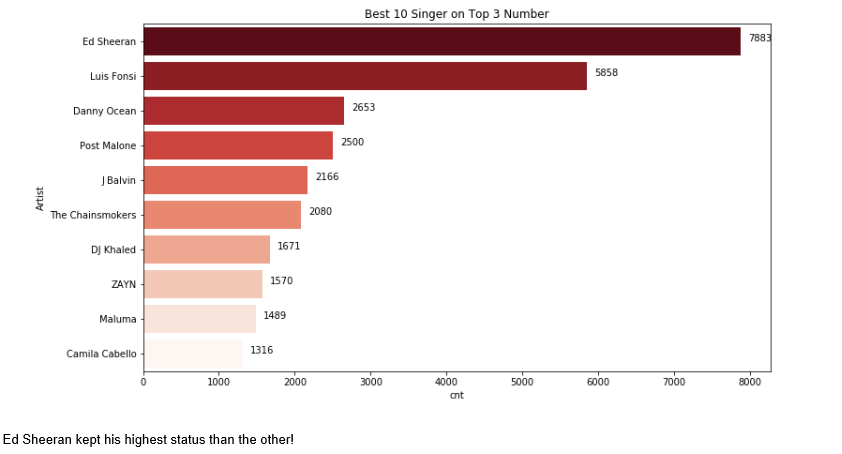 Best 10 Singer on Top 3 Number
Ed Sheeran 7883
Luis Fonsi 5858
Danny Ocean 2653
Post Malone 2500
J Balvin 2166
The Chainsmokers 2080
DJ Khaled 1671
ZAYN 1570
Maluma 1489
Camila Cabello 1316
Artist
0 1000 2000 3000 4000 5000 6000 7000 8000
cnt
Ed Sheeran kept his highest status than the other!